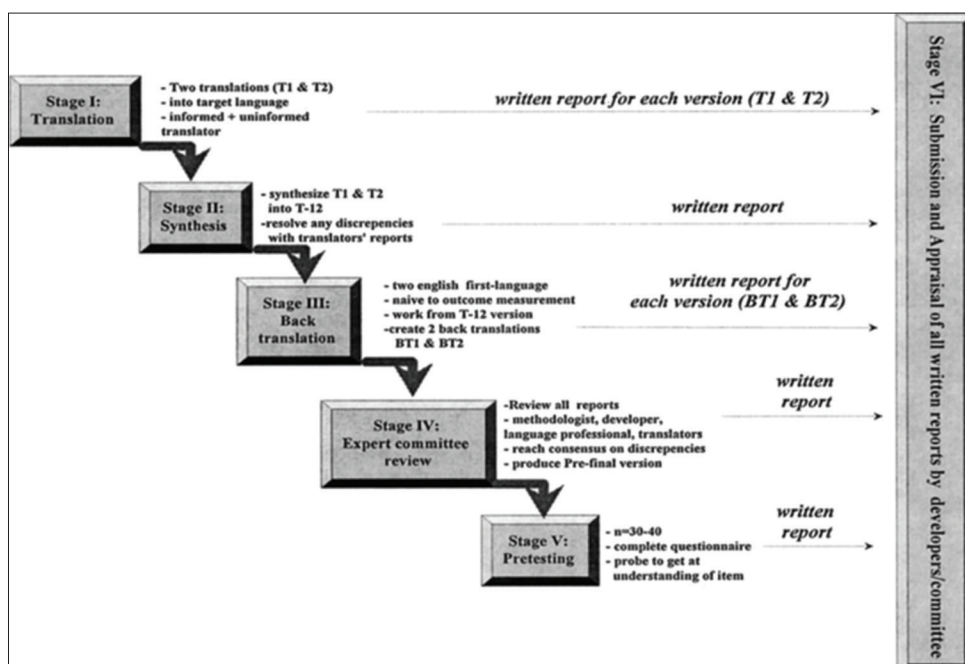 Stage I:
Translation
- Two translations (T1 & T2)
- into target language
- informed + uninformed
translator
written report for each version (T1 & T2)
Stage II:
Synthesis
- synthesize T1 & T2
into T-12
-resolve any discrepencies
with translators' reports
written report
Stage III:
Back
translation
- two english first-language
- naive to outcome measurement
- work from T-12 version
-create 2 back translations
BT1 & BT2
written report for
each version (BT1 & BT2)
Stage IV:
Expert committee
review
-Review all reports
- methodologist, developer,
language professional, translators
- reach consensus on discrepencies
- produce Pre-final version
written
report
Stage V:
Pretesting
- n=30-40
- complete questionnaire
- probe to get at
understanding of item
written
report
Stage VI: Submission and Appraisal of all written reports by developers/committee